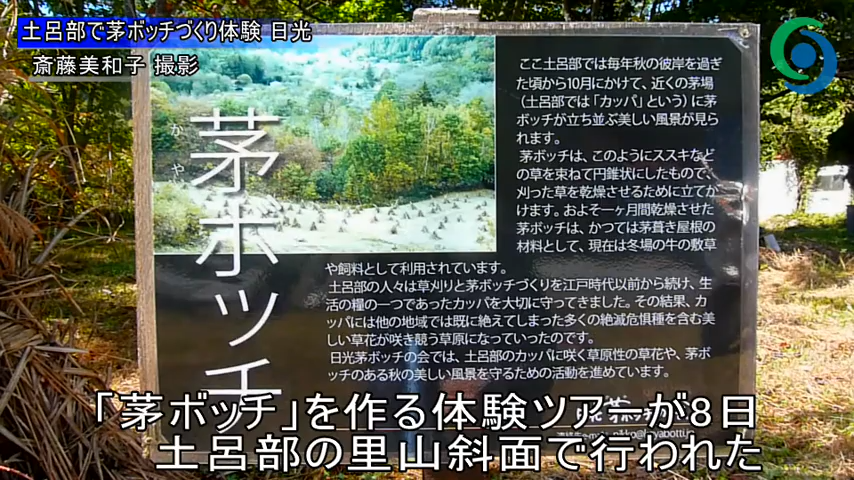 土呂部で茅ボッチづくり体験 日光
斎藤美和子 撮影
茅ボッチ
かや
ここ土呂部では毎年秋の彼岸を過ぎ
た頃から10月にかけて、近くの茅場
（土呂部では「カッパ」という）に茅
ボッチが立ち並ぶ美しい風景が見ら
れます。
茅ボッチは、このようにススキなど
の草を束ねて円錐状にしたもので、
刈った草を乾燥させるために立てか
けます。およそ一ヶ月間乾燥させた
茅ボッチは、かつては茅葺き屋根の
材料として、現在は冬場の牛の敷草
や飼料として利用されています。
土呂部の人々は草刈りと茅ボッチづくりを江戸時代以前から続け、生
活の糧の一つであったカッパを大切に守ってきました。その結果、カ
ッパには他の地域では既に絶えてしまった多くの絶滅危惧種を含む美
しい草花が咲き競う草原になっていったのです。
日光茅ボッチの会では、土呂部のカッパに咲く草原性の草花や、茅ボ
ッチのある秋の美しい風景を守るための活動を進めています。
「茅ボッチ」を作る体験ツアーが8日
土呂部の里山斜面で行われた